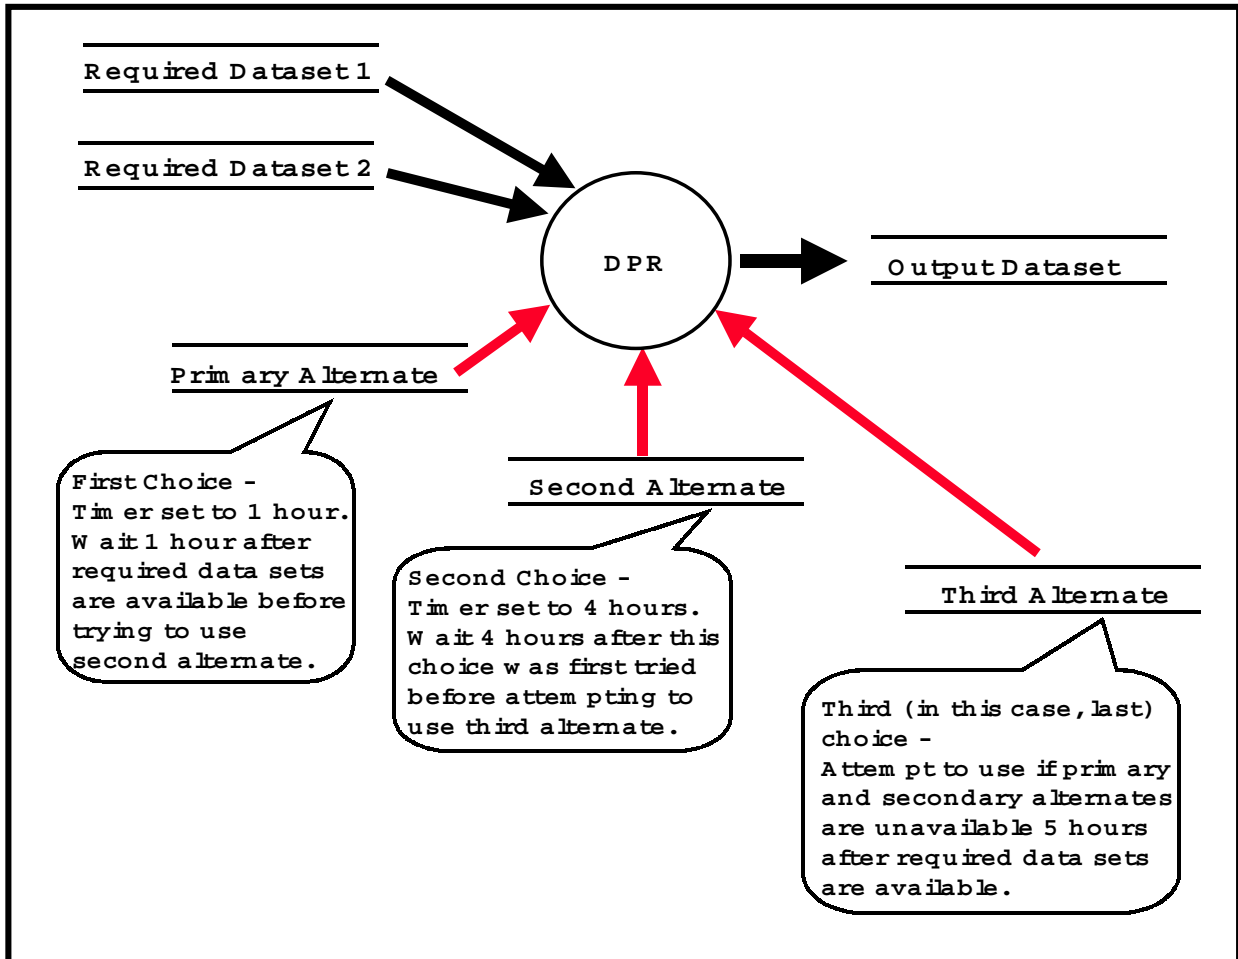 Required Dataset 1
Required Dataset 2
DPR
Output Dataset
Primary Alternate
First Choice -
Timer set to 1 hour.
Wait 1 hour after
required data sets
are available before
trying to use
second alternate.
Second Alternate
Second Choice -
Timer set to 4 hours.
Wait 4 hours after this
choice was first tried
before attempting to
use third alternate.
Third Alternate
Third (in this case, last)
choice -
Attempt to use if primary
and secondary alternates
are unavailable 5 hours
after required data sets
are available.